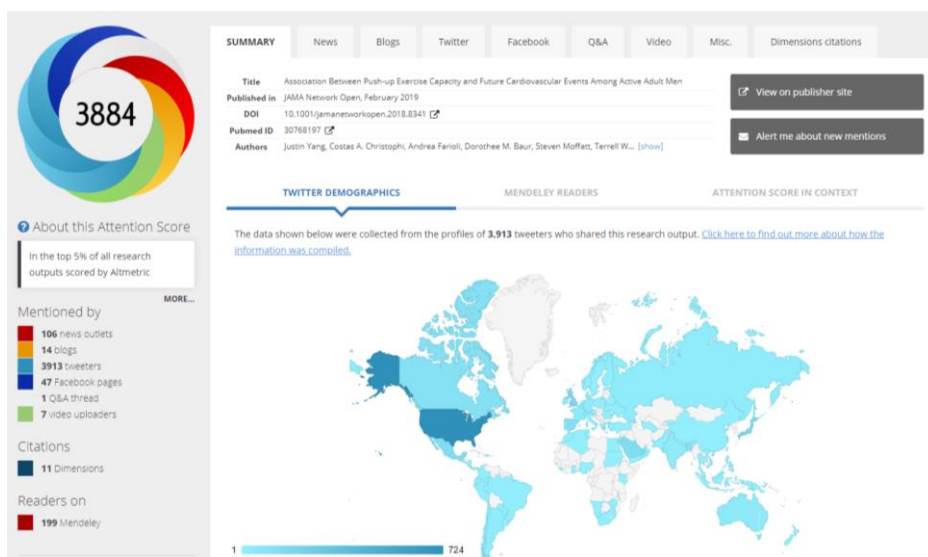 3884
About this Attention Score
In the top 5% of all research
outputs scored by Altmetric
MORE...
Mentioned by
106 news outlets
14 blogs
3913 tweeters
47 Facebook pages
1 Q&A thread
7 video uploaders
Citations
11 Dimensions
Readers on
199 Mendeley
SUMMARY News Blogs Twitter Facebook Q&A Video Misc. Dimensions citations
Title Association Between Push-up Exercise Capacity and Future Cardiovascular Events Among Active Adult Men
Published in JAMA Network Open, February 2019
DOI 10.1001/jamanetworkopen.2018.8341
Pubmed ID 30768197
Authors Justin Yang, Costas A. Christophi, Andrea Farioli, Dorothee M. Baur, Steven Moffatt, Terrell W... [show]
View on publisher site
Alert me about new mentions
TWITTER DEMOGRAPHICS MENDELEY READERS ATTENTION SCORE IN CONTEXT
The data shown below were collected from the profiles of 3,913 tweeters who shared this research output. Click here to find out more about how the
information was compiled.
1 724